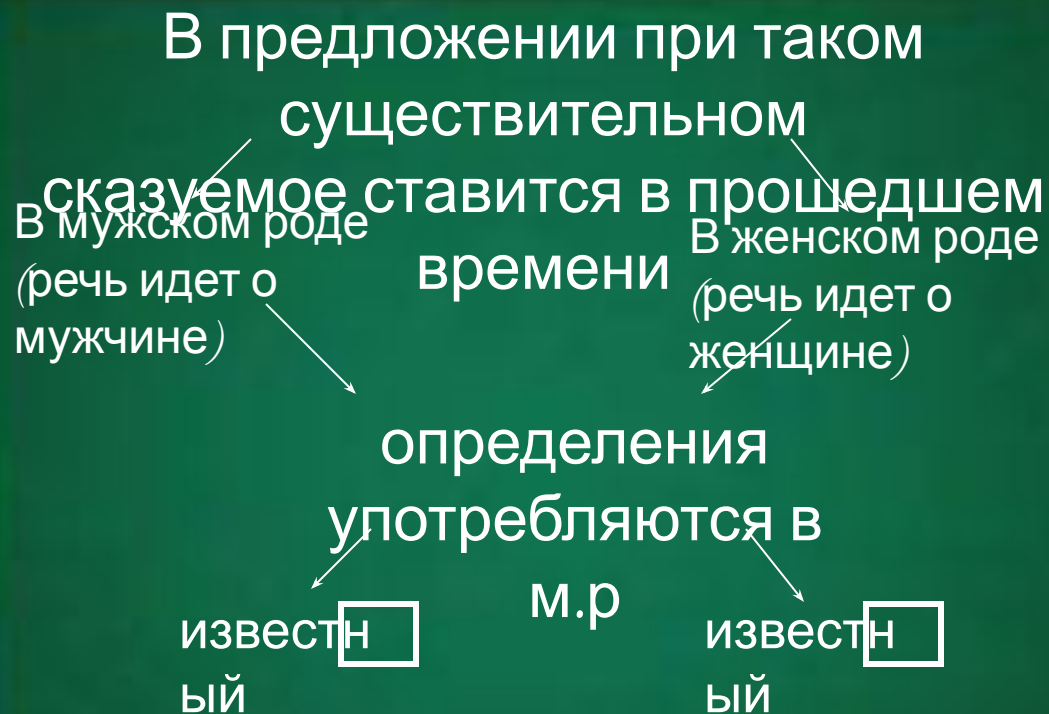 В предложении при таком
существительном
сказуемое ставится в прошедшем
времени
В мужском роде
(речь идет о
мужчине)
В женском роде
(речь идет о
женщине)
определения
употребляются в
м.р
известн
ый
известн
ый